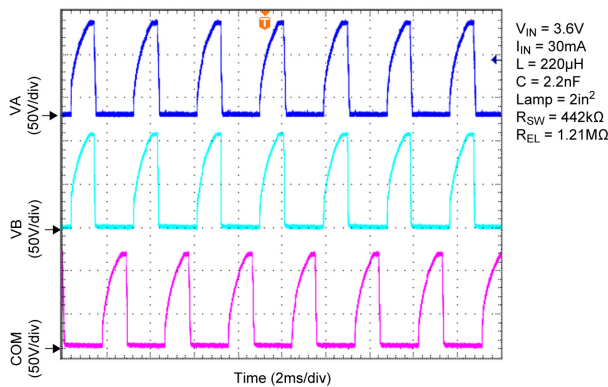 T
VA
(50V/div)
VB
(50V/div)
COM
(50V/div)
Time (2ms/div)
V_IN = 3.6V
I_IN = 30mA
L = 220µH
C = 2.2nF
Lamp = 2in²
R_SW = 442kΩ
R_EL = 1.21MΩ